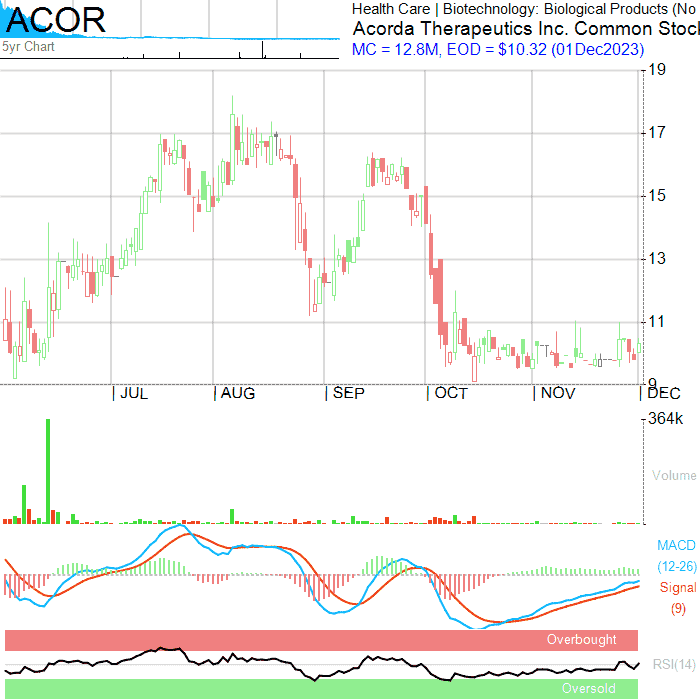 ACOR
5yr Chart
Health Care | Biotechnology: Biological Products (No
Acorda Therapeutics Inc. Common Stoc
MC = 12.8M, EOD = $10.32 (01Dec2023)
19
17
15
13
11
9
| JUL | AUG | SEP | OCT | NOV | DEC
364k
Volume
MACD
(12-26)
Signal
(9)
Overbought
RSI(14)
Oversold